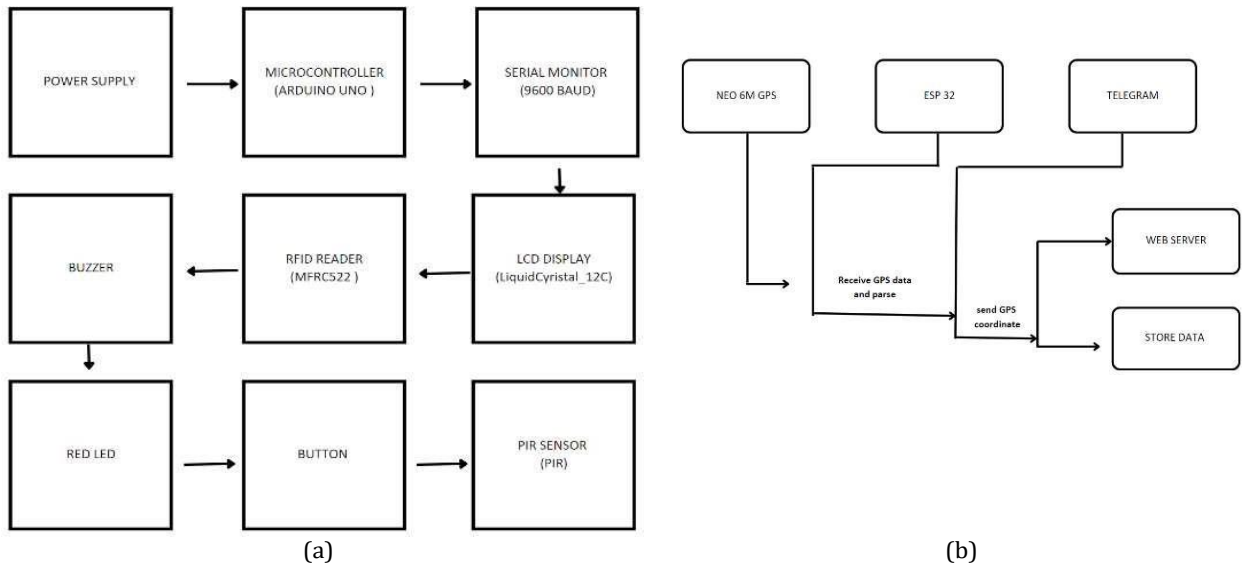 POWER SUPPLY
MICROCONTROLLER
(ARDUINO UNO )
SERIAL MONITOR
(9600 BAUD)
BUZZER
RFID READER
(MFRC522 )
LCD DISPLAY
(LiquidCyristal_12C)
RED LED
BUTTON
PIR SENSOR
(PIR)
(a)
NEO 6M GPS
ESP 32
TELEGRAM
WEB SERVER
Receive GPS data
and parse
send GPS
coordinate
STORE DATA
(b)